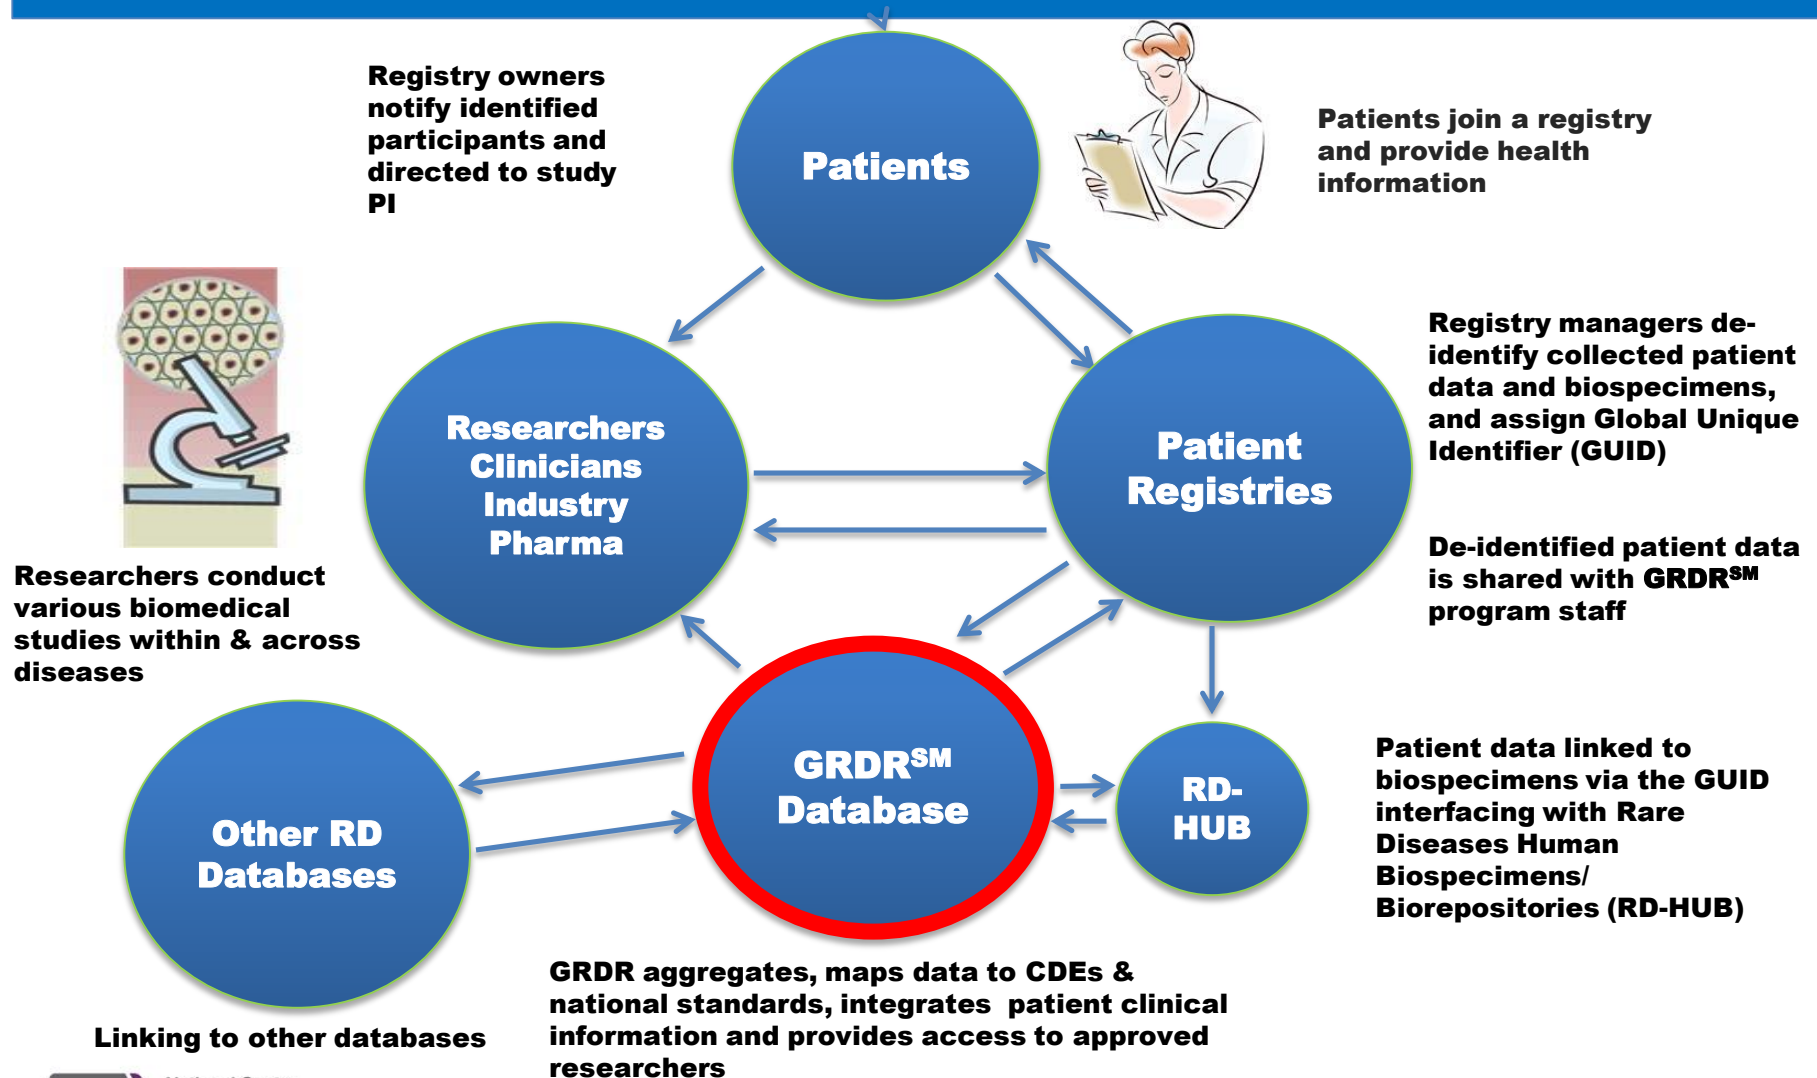 Registry owners
notify identified
participants and
directed to study
PI
Patients
Patients join a registry
and provide health
information
Researchers
Clinicians
Industry
Pharma
Patient
Registries
Registry managers de-
identify collected patient
data and biospecimens,
and assign Global Unique
Identifier (GUID)
De-identified patient data
is shared with GRDRSM
program staff
Researchers conduct
various biomedical
studies within & across
diseases
Other RD
Databases
GRDRSM
Database
RD-
HUB
Patient data linked to
biospecimens via the GUID
interfacing with Rare
Diseases Human
Biospecimens/
Biorepositories (RD-HUB)
Linking to other databases
GRDR aggregates, maps data to CDEs &
national standards, integrates patient clinical
information and provides access to approved
researchers